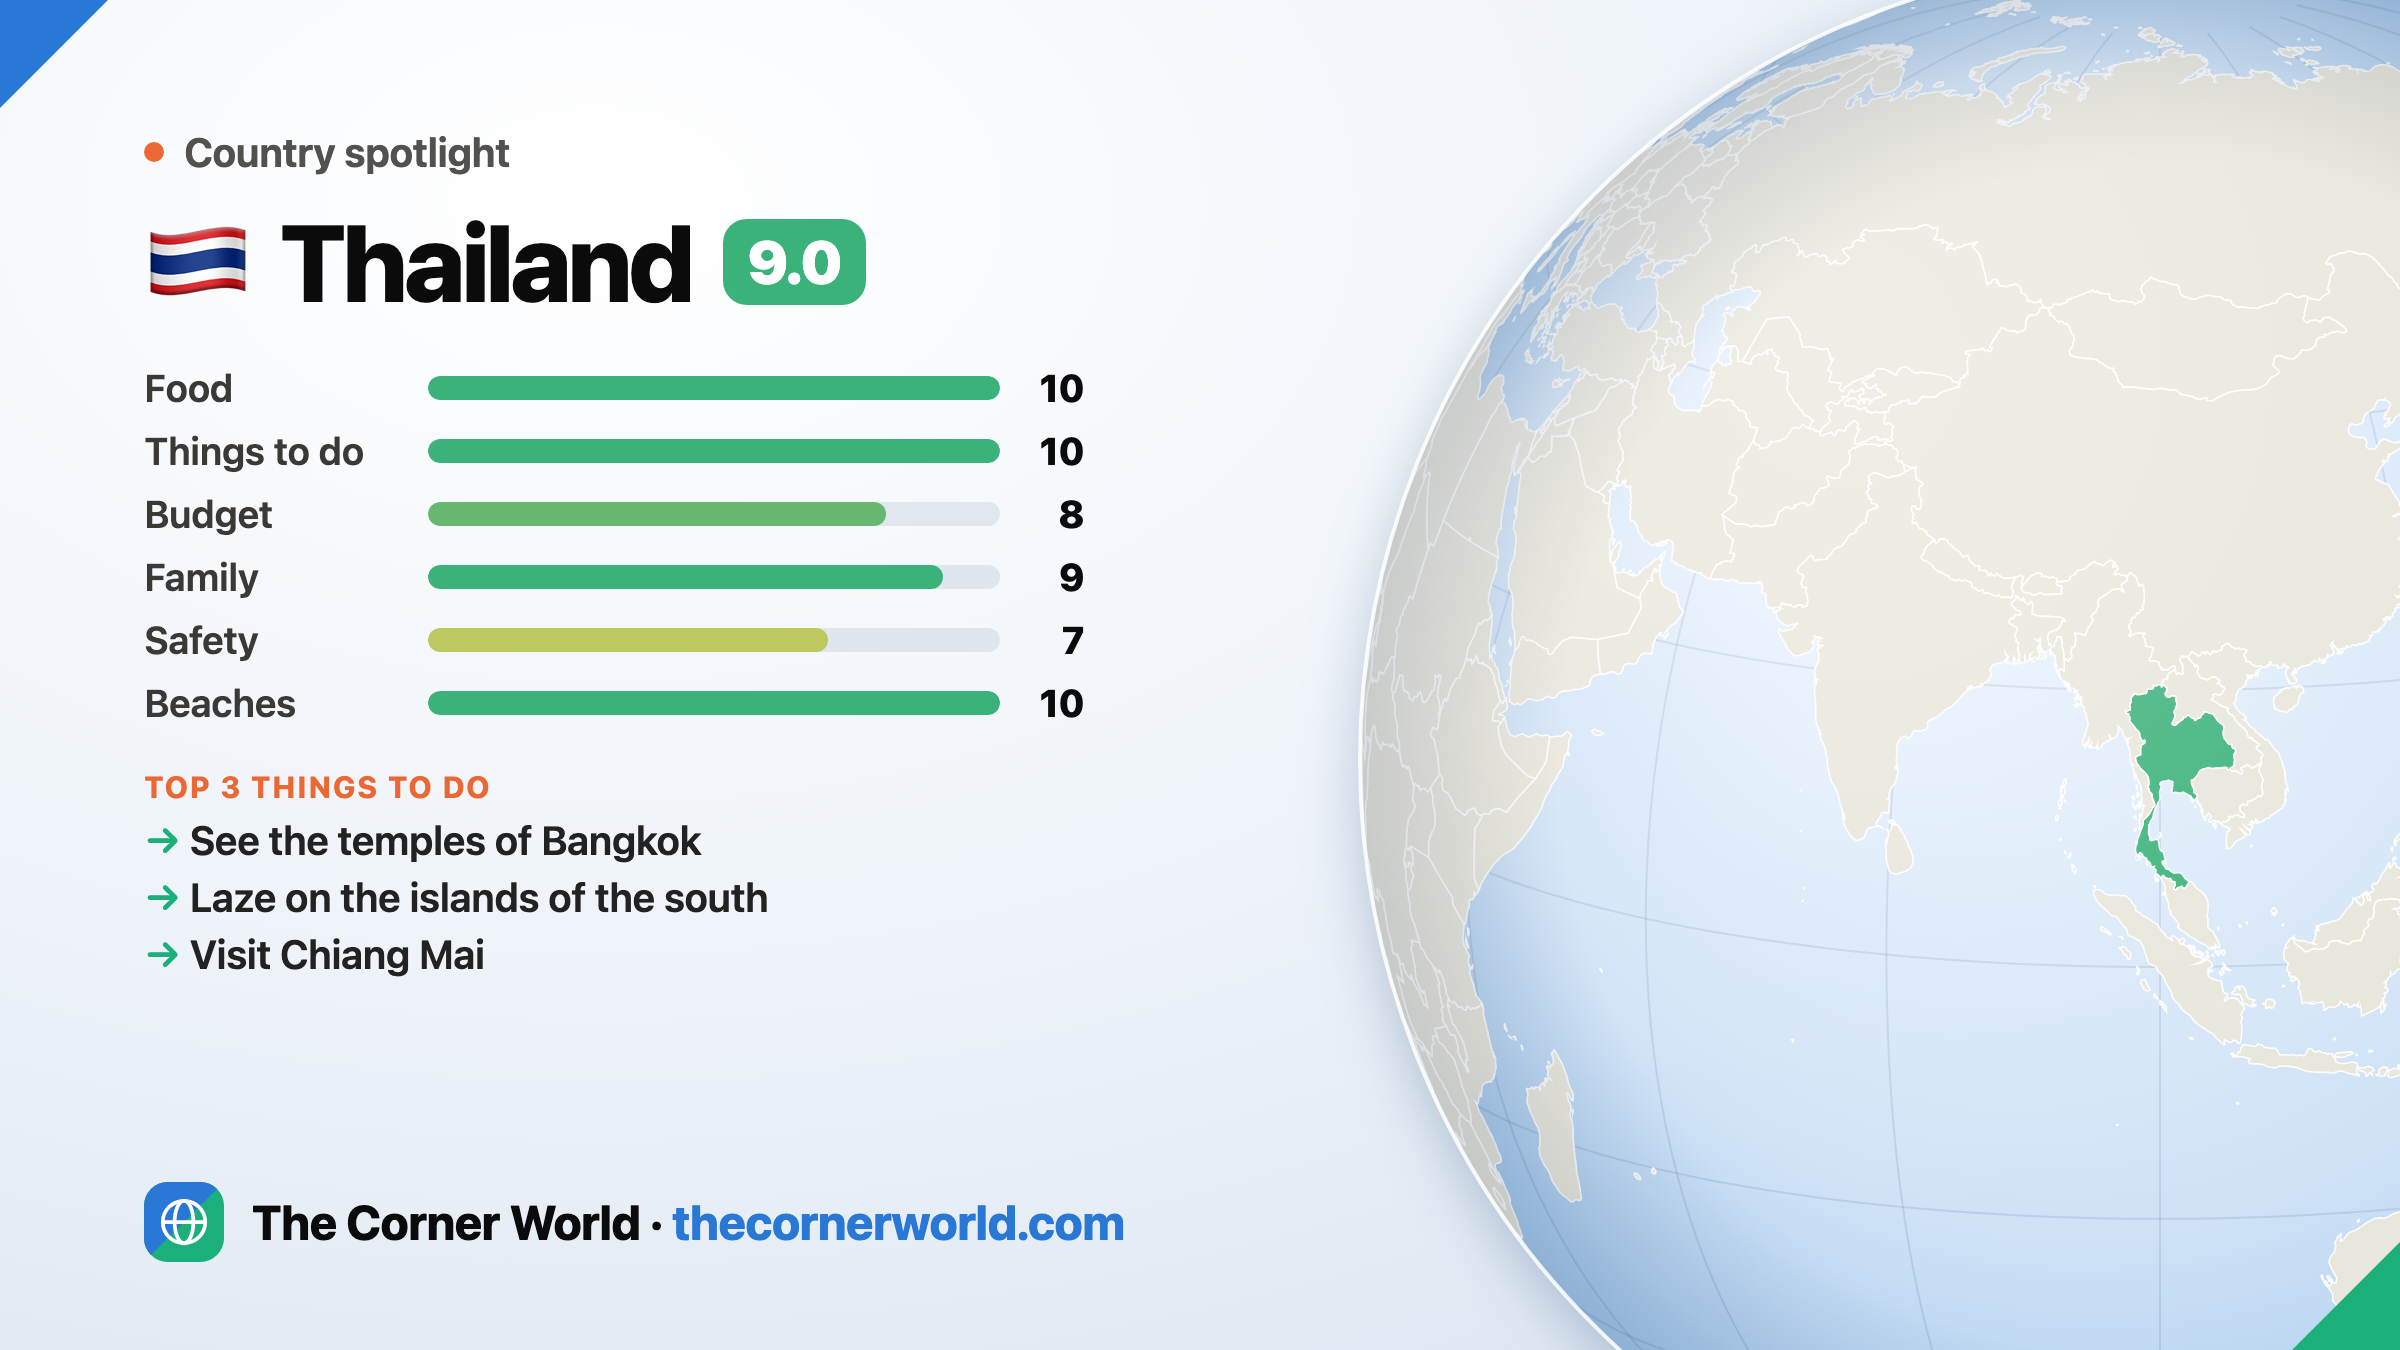 Country spotlight
Thailand 9.0
Food 10
Things to do 10
Budget 8
Family 9
Safety 7
Beaches 10
TOP 3 THINGS TO DO
→ See the temples of Bangkok
→ Laze on the islands of the south
→ Visit Chiang Mai
The Corner World · thecornerworld.com